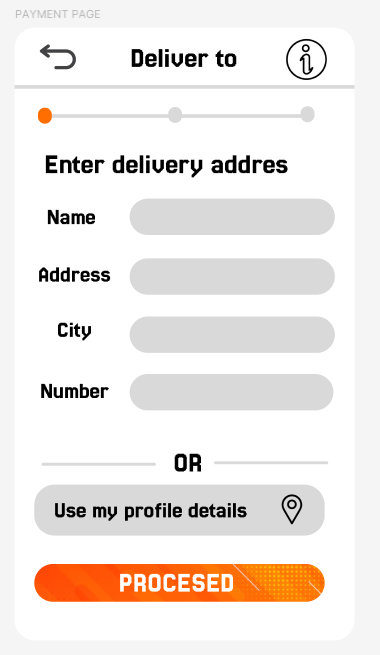 PAYMENT PAGE
Deliver to
i
Enter delivery addres
Name
Address
City
Number
OR
Use my profile details
PROCESED